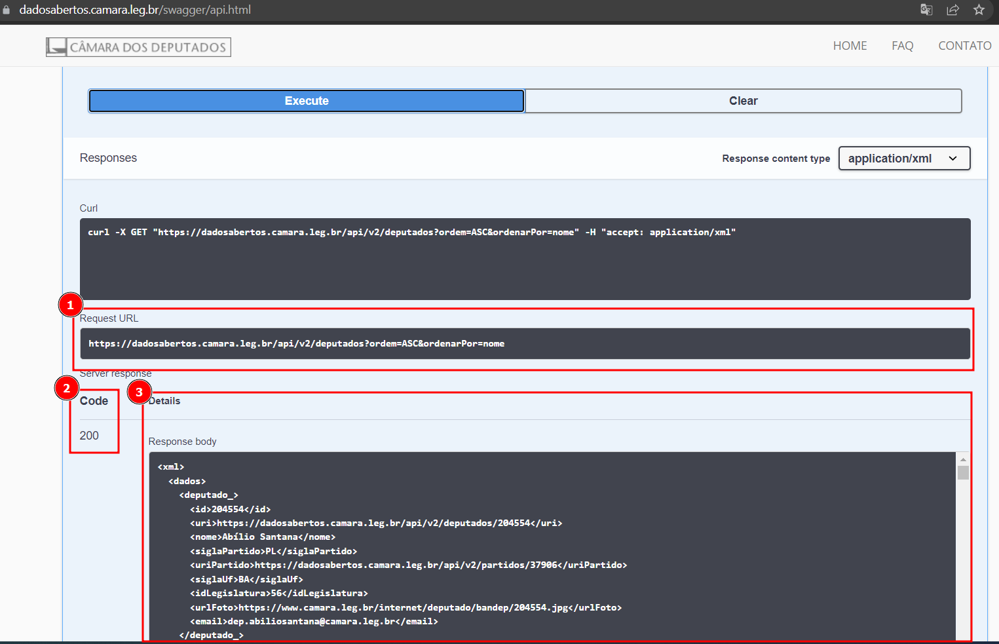 dadosabertos.camara.leg.br/swagger/api.html
CÂMARA DOS DEPUTADOS
HOME FAQ CONTATO
Execute Clear
Responses
Response content type application/xml
Curl
curl -X GET "https://dadosabertos.camara.leg.br/api/v2/deputados?ordem=ASC&ordenarPor=nome" -H "accept: application/xml"
1
Request URL
https://dadosabertos.camara.leg.br/api/v2/deputados?ordem=ASC&ordenarPor=nome
Server response
2 3
Code Details
200
Response body
<xml>
<dados>
<deputado_>
<id>204554</id>
<uri>https://dadosabertos.camara.leg.br/api/v2/deputados/204554</uri>
<nome>Abílio Santana</nome>
<siglaPartido>PL</siglaPartido>
<uriPartido>https://dadosabertos.camara.leg.br/api/v2/partidos/37906</uriPartido>
<siglaUf>BA</siglaUf>
<idLegislatura>56</idLegislatura>
<urlFoto>https://www.camara.leg.br/internet/deputado/bandep/204554.jpg</urlFoto>
<email>dep.abiliosantana@camara.leg.br</email>
</deputado_>